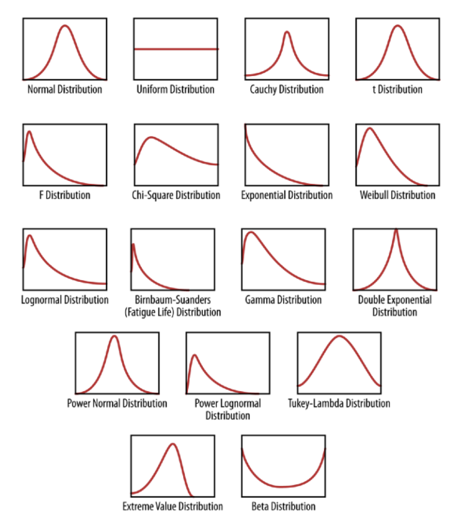 Normal Distribution
Uniform Distribution
Cauchy Distribution
t Distribution
F Distribution
Chi-Square Distribution
Exponential Distribution
Weibull Distribution
Lognormal Distribution
Birnbaum-Suanders
(Fatigue Life) Distribution
Gamma Distribution
Double Exponential
Distribution
Power Normal Distribution
Power Lognormal
Distribution
Tukey-Lambda Distribution
Extreme Value Distribution
Beta Distribution